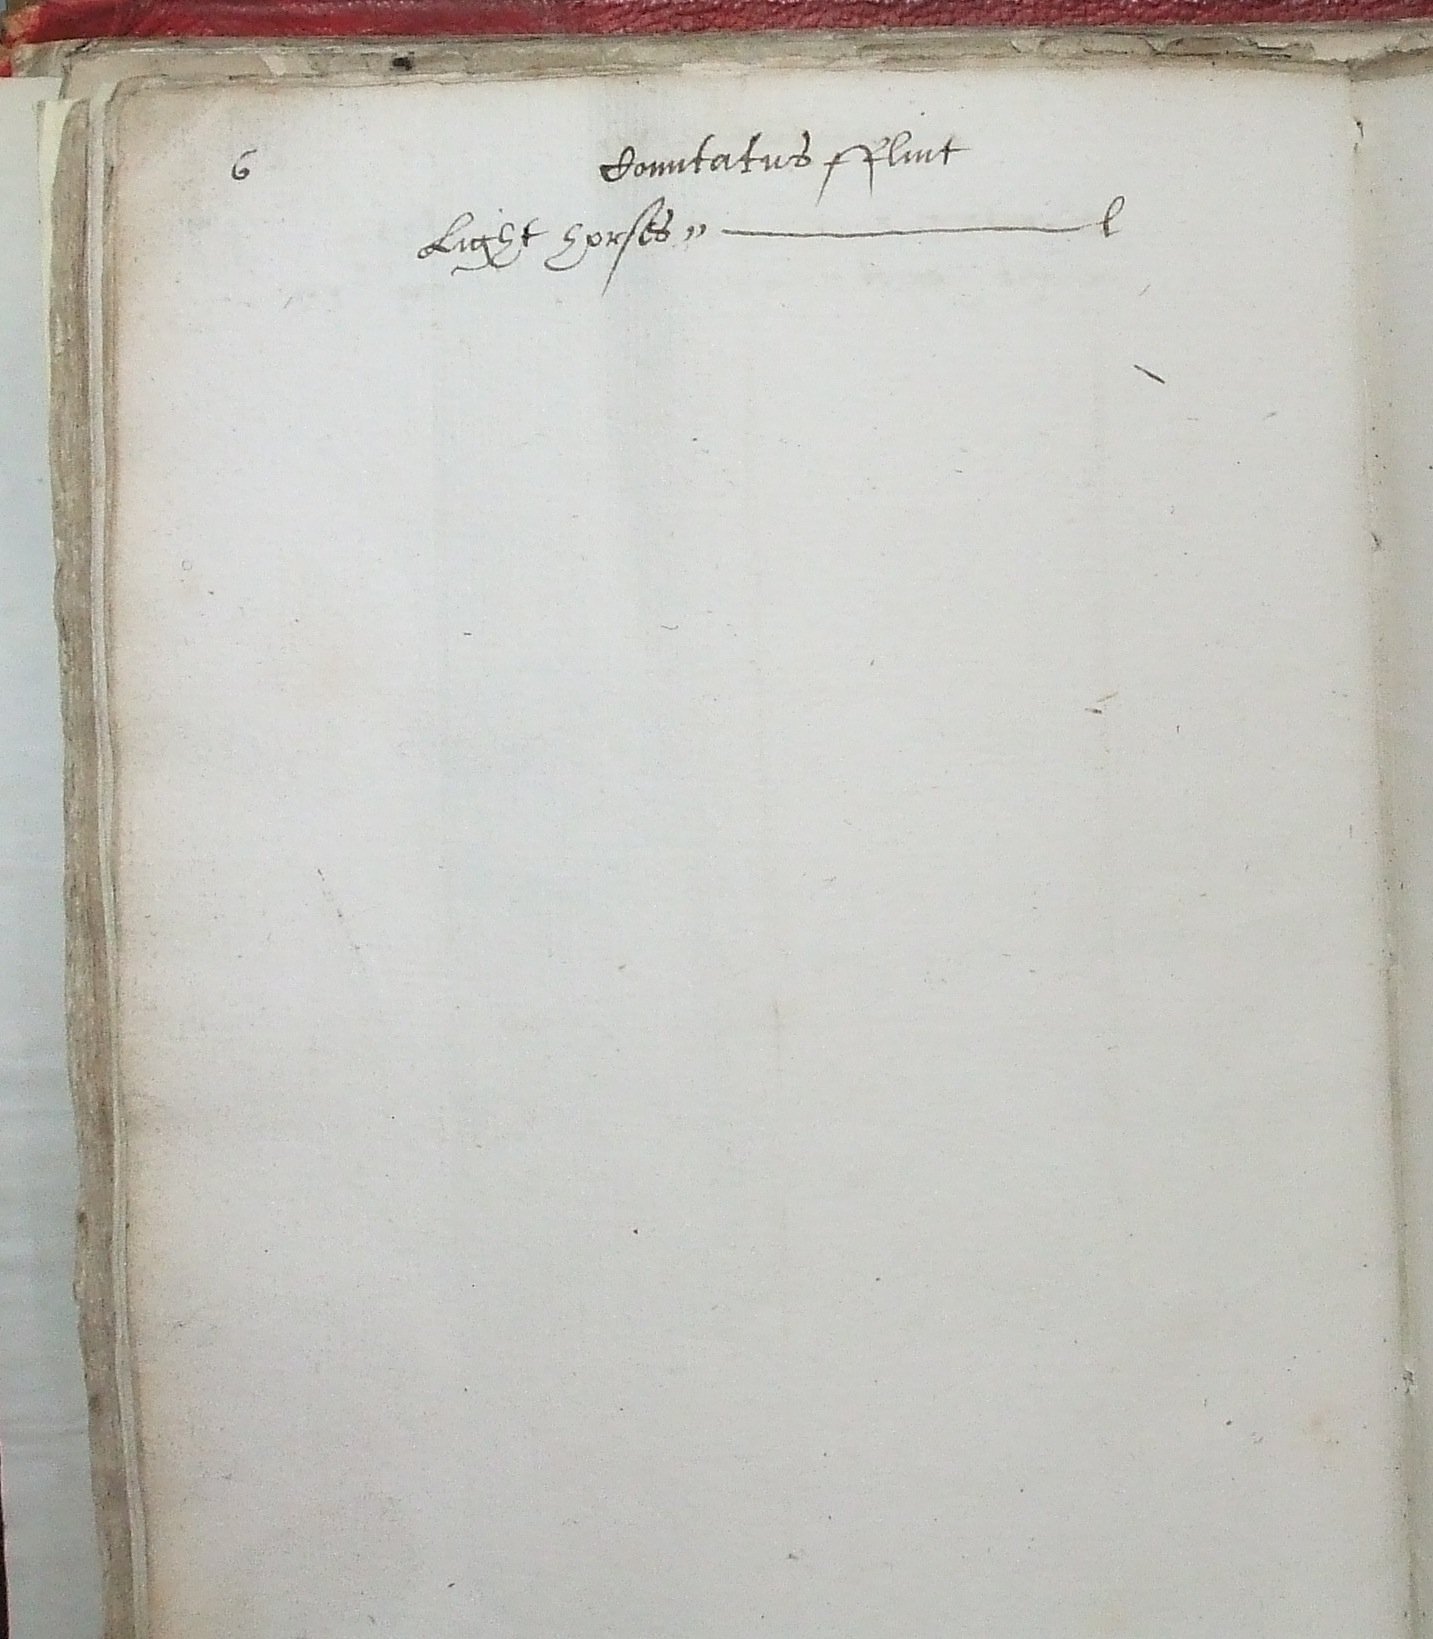 6 Comitatus fflint
Light horses ,, l